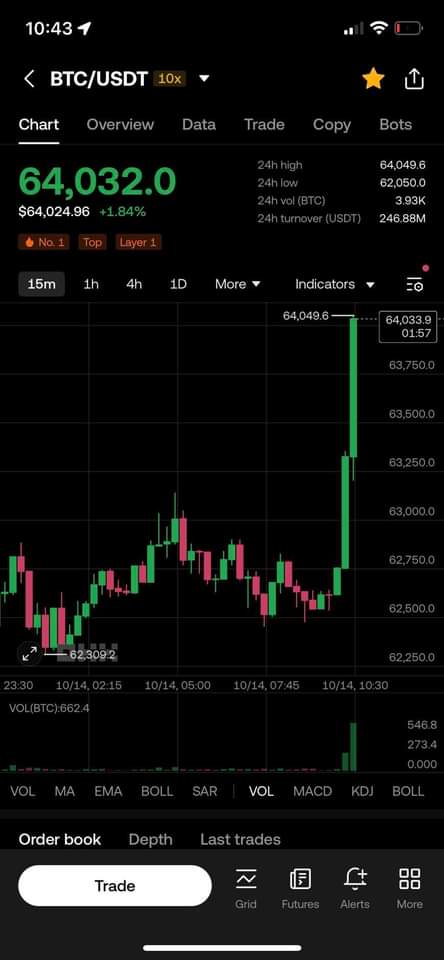 10:43
BTC/USDT 10x
Chart Overview Data Trade Copy Bots
64,032.0
$64,024.96 +1.84%
No. 1 Top Layer 1
24h high 64,049.6
24h low 62,050.0
24h vol (BTC) 3.93K
24h turnover (USDT) 246.88M
15m 1h 4h 1D More Indicators
64,049.6
64,033.9
01:57
63,750.0
63,500.0
63,250.0
63,000.0
62,750.0
62,500.0
62,250.0
62,309.2
23:30 10/14, 02:15 10/14, 05:00 10/14, 07:45 10/14, 10:30
VOL(BTC):662.4
546.8
273.4
0.000
VOL MA EMA BOLL SAR VOL MACD KDJ BOLL
Order book Depth Last trades
Trade
Grid Futures Alerts More